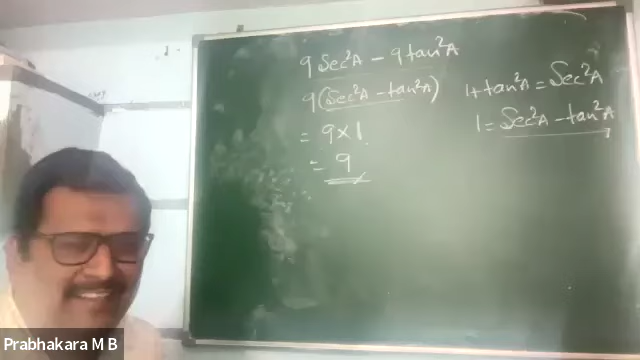 9 Sec²A - 9 tan²A
9(Sec²A - tan²A)
= 9 × 1
= 9
1 + tan²A = Sec²A
1 = Sec²A - tan²A
Prabhakara M B